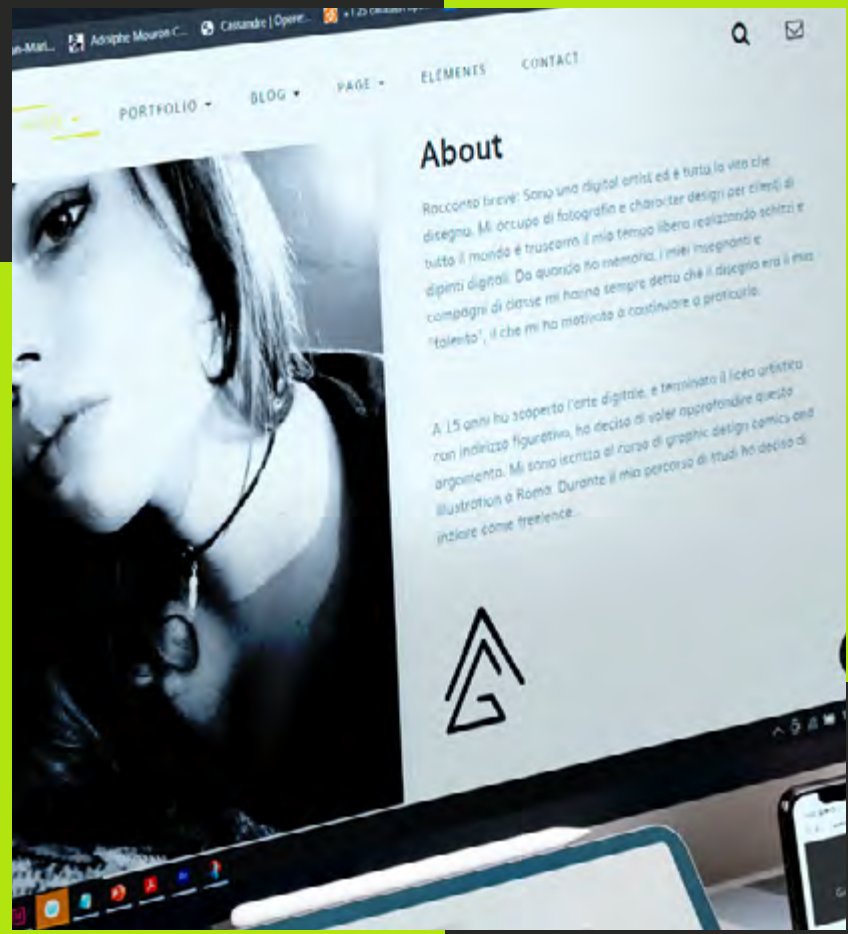 Adolphe Mouron C...
Cassandre | Opere...
PORTFOLIO
BLOG
PAGE
ELEMENTS
CONTACT
About
Racconto breve: Sono una digital artist ed è tutta la vita che
disegno. Mi occupo di fotografia e character design per clienti di
tutto il mondo e trascorro il mio tempo libero realizzando schizzi e
dipinti digitali. Da quando ho memoria, i miei insegnanti e
compagni di classe mi hanno sempre detto che il disegno era il mio
"talento", il che mi ha motivato a continuare a praticarlo.
A 15 anni ho scoperto l'arte digitale, e terminato il liceo artistico
con indirizzo figurativo, ho deciso di voler approfondire questo
argomento. Mi sono iscritta al corso di graphic design comics and
illustration a Roma. Durante il mio percorso di studi ho deciso di
iniziare come freelence...